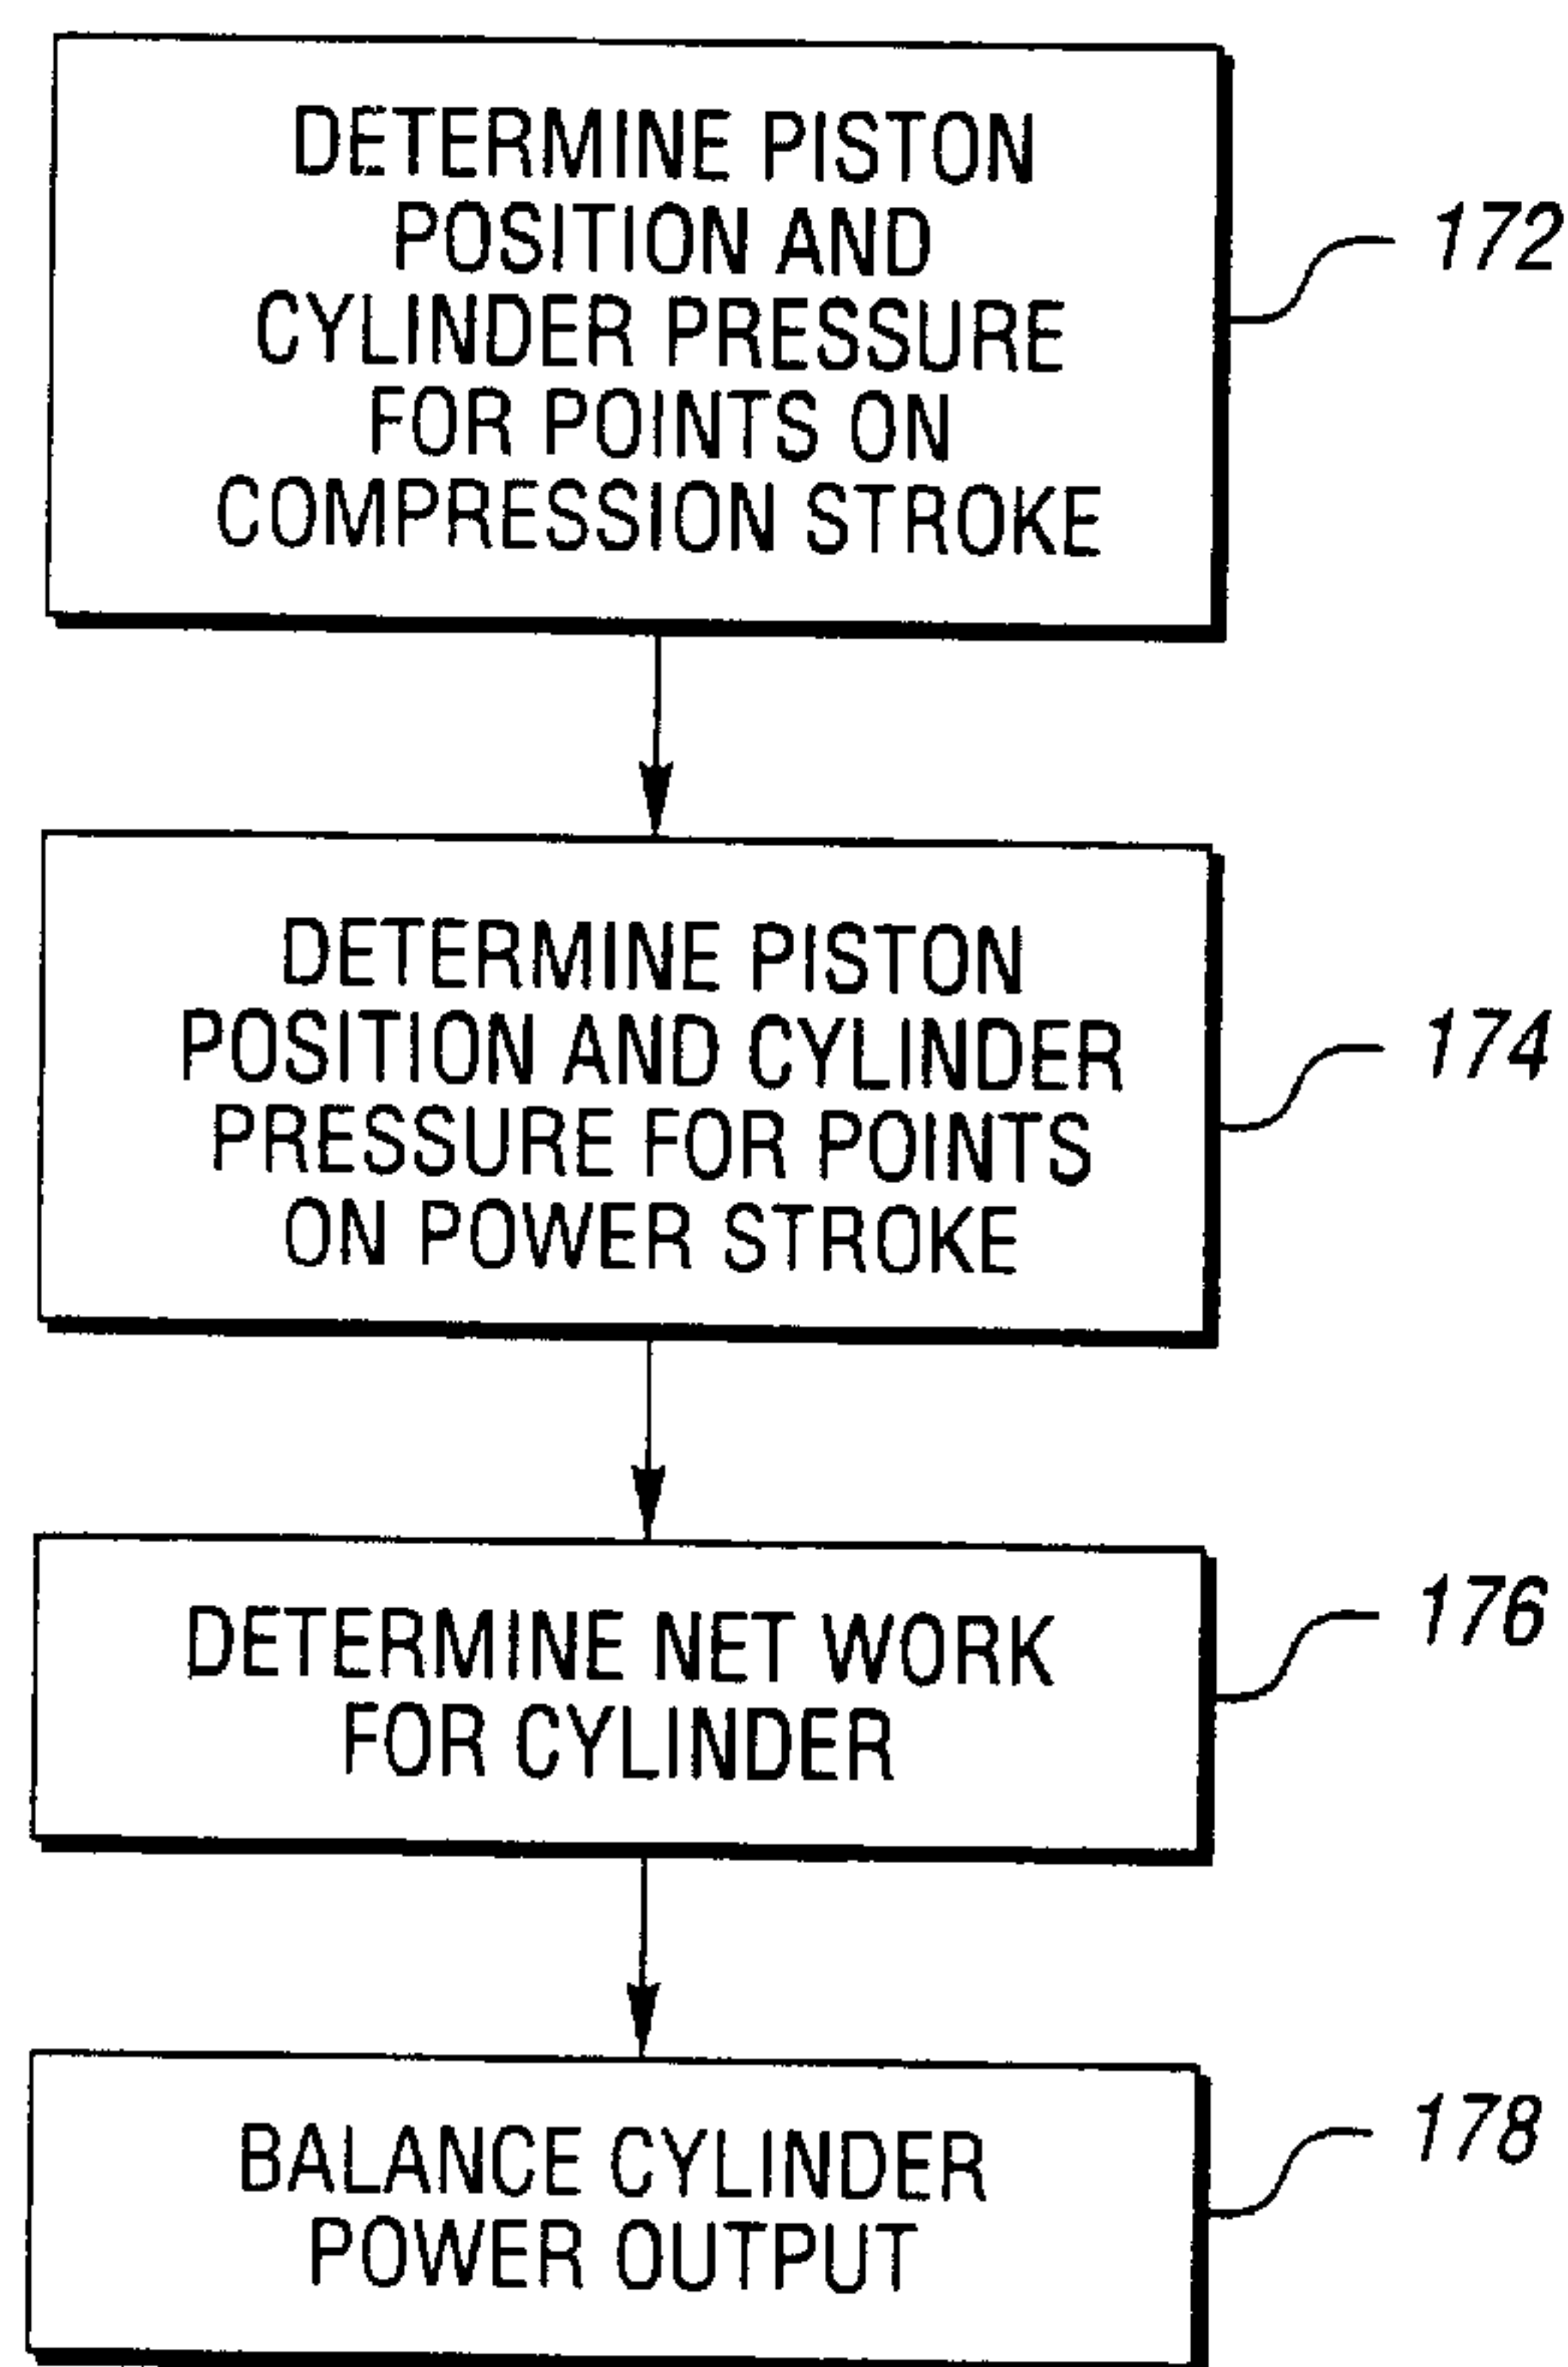 DETERMINE PISTON
POSITION AND
CYLINDER PRESSURE
FOR POINTS ON
COMPRESSION STROKE
172
DETERMINE PISTON
POSITION AND CYLINDER
PRESSURE FOR POINTS
ON POWER STROKE
174
DETERMINE NET WORK
FOR CYLINDER
176
BALANCE CYLINDER
POWER OUTPUT
178